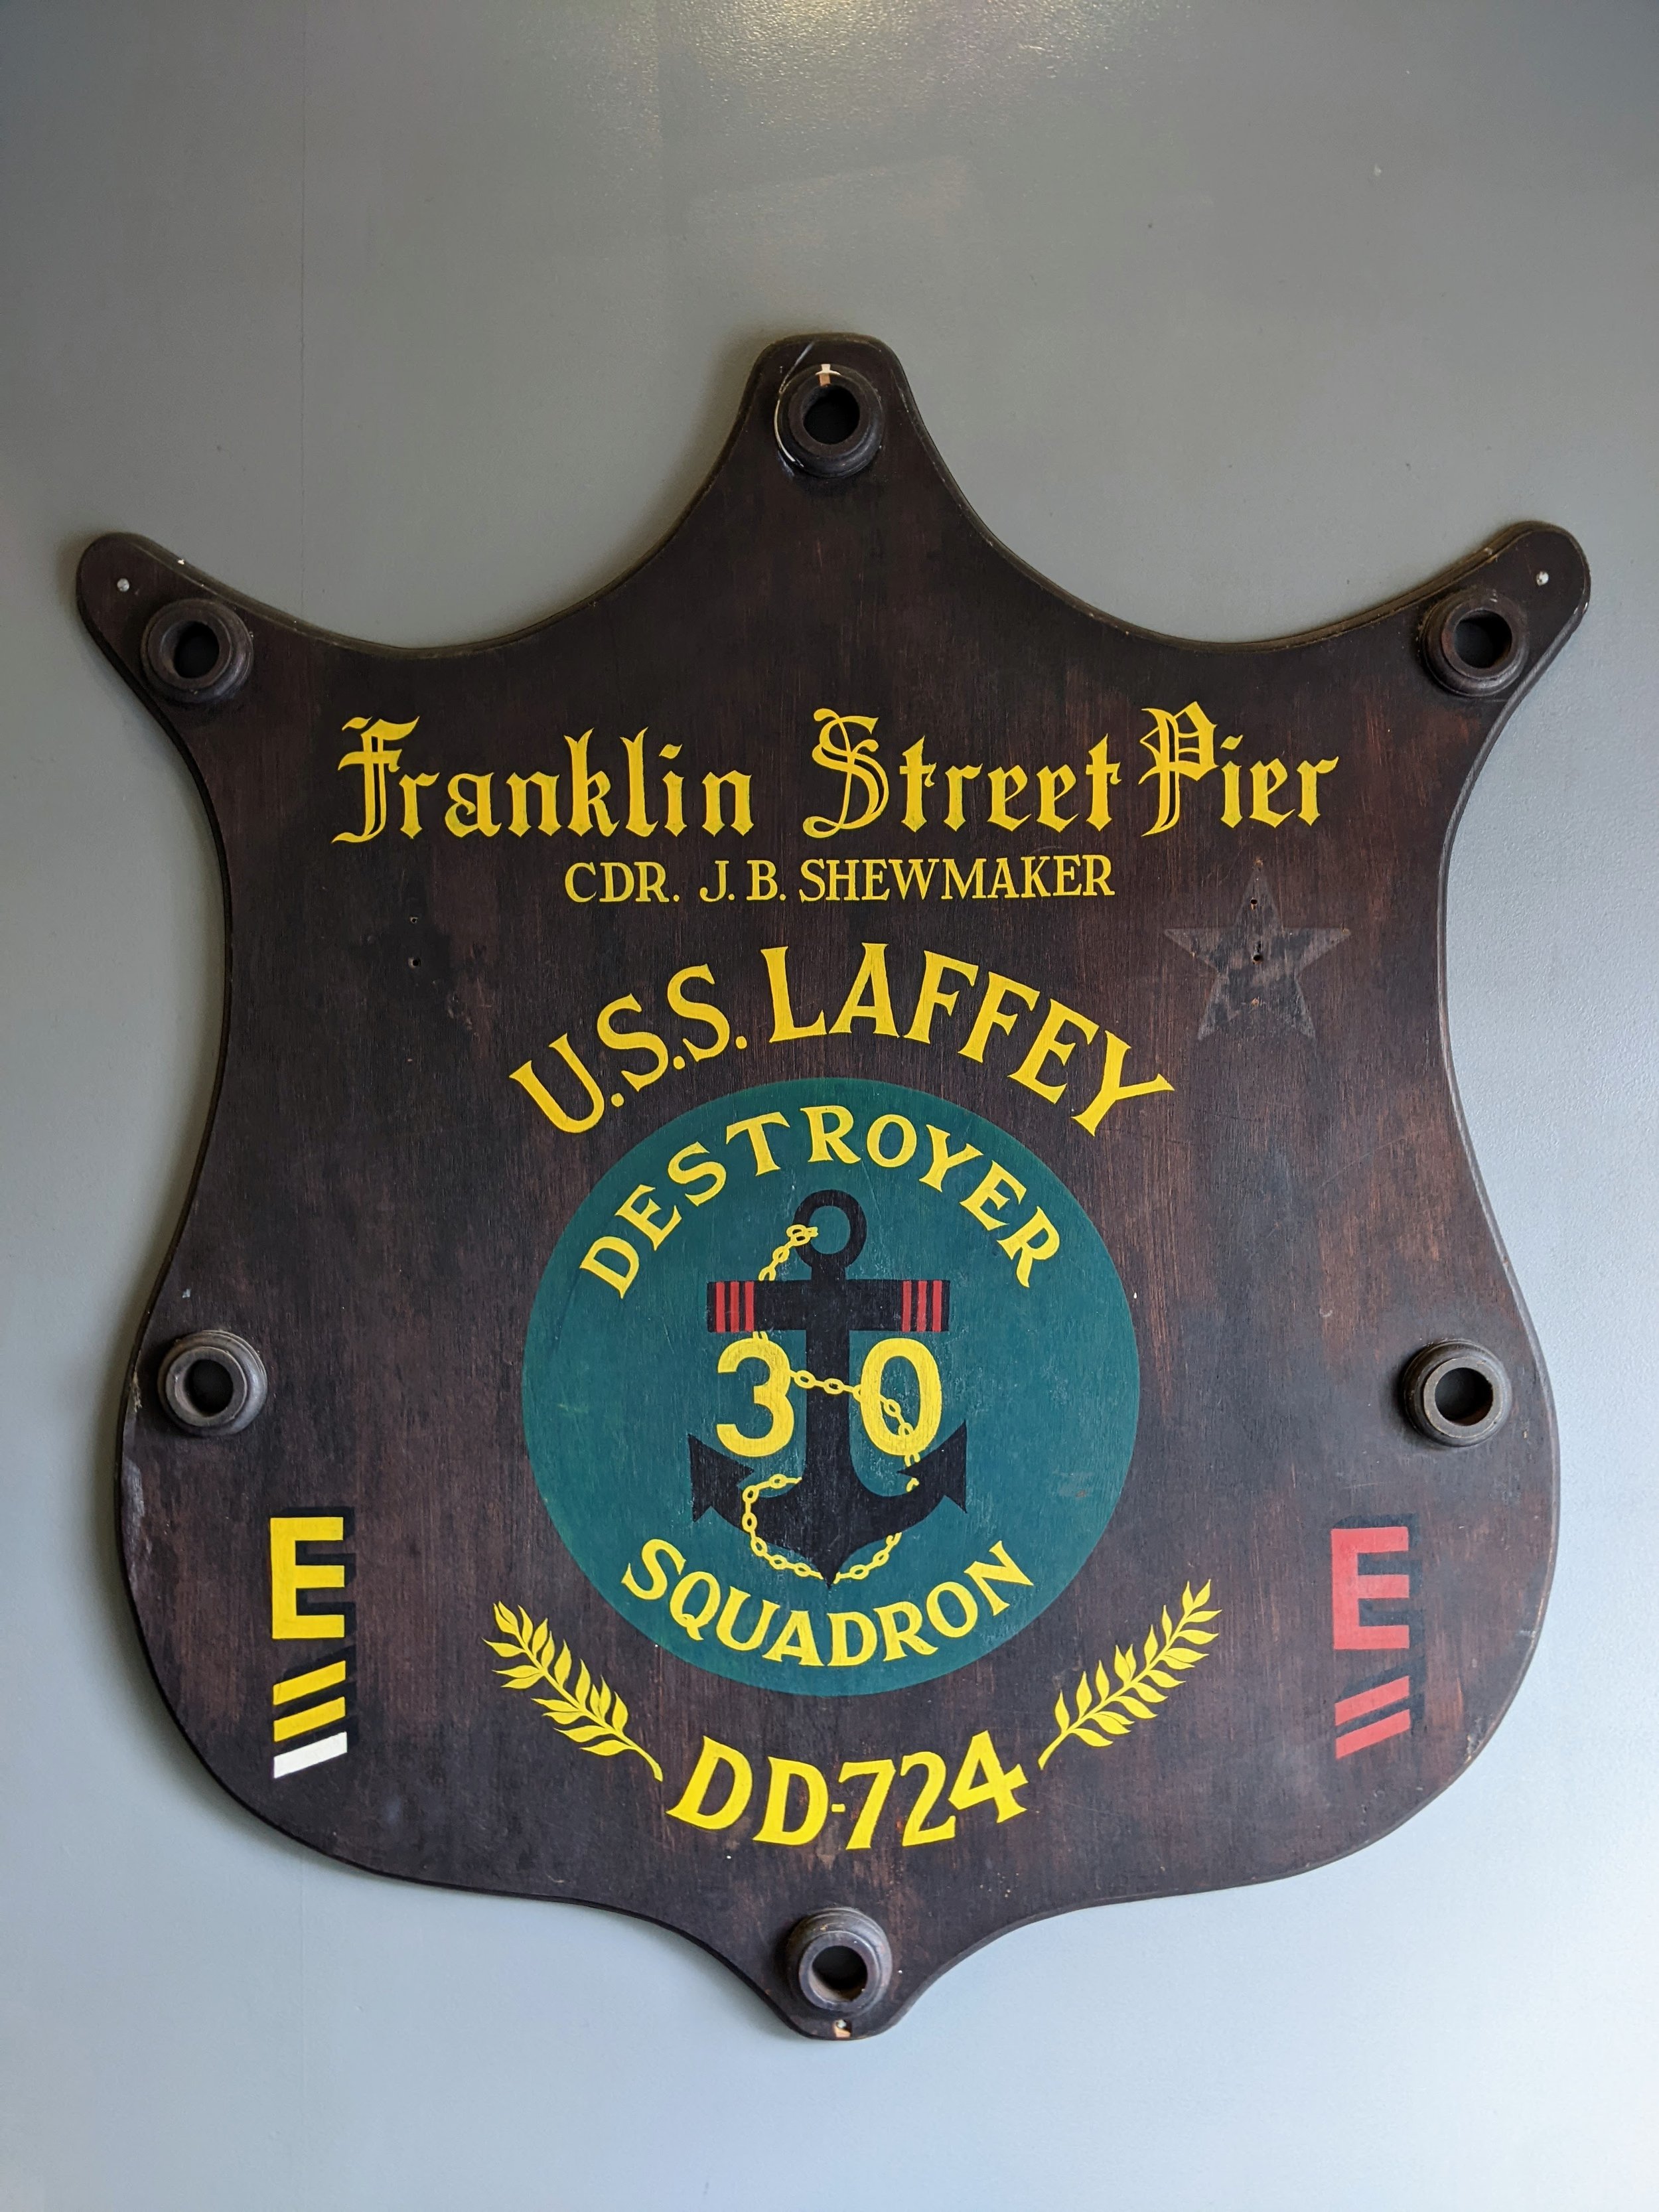 Franklin Street Pier
CDR. J. B. SHEWMAKER
U.S.S. LAFFEY
DESTROYER
30
SQUADRON
E
E
DD-724